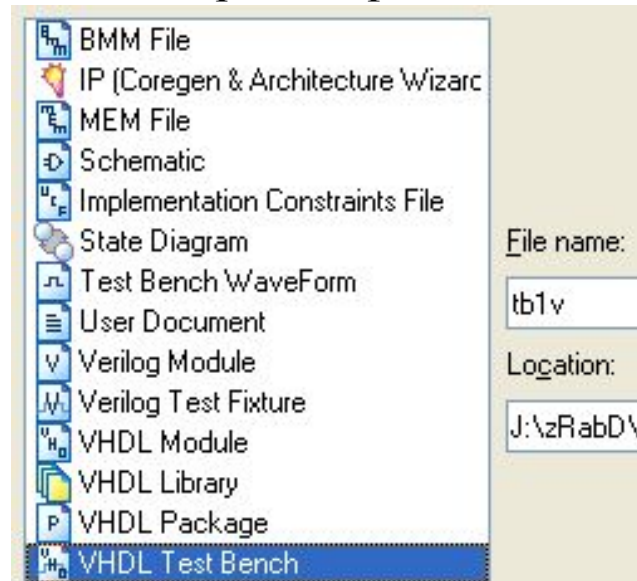 BMM File
IP (Coregen & Architecture Wizarc
MEM File
Schematic
Implementation Constraints File
State Diagram
Test Bench WaveForm
User Document
Verilog Module
Verilog Test Fixture
VHDL Module
VHDL Library
VHDL Package
VHDL Test Bench
File name:
tb1v
Location:
J:\zRabD\